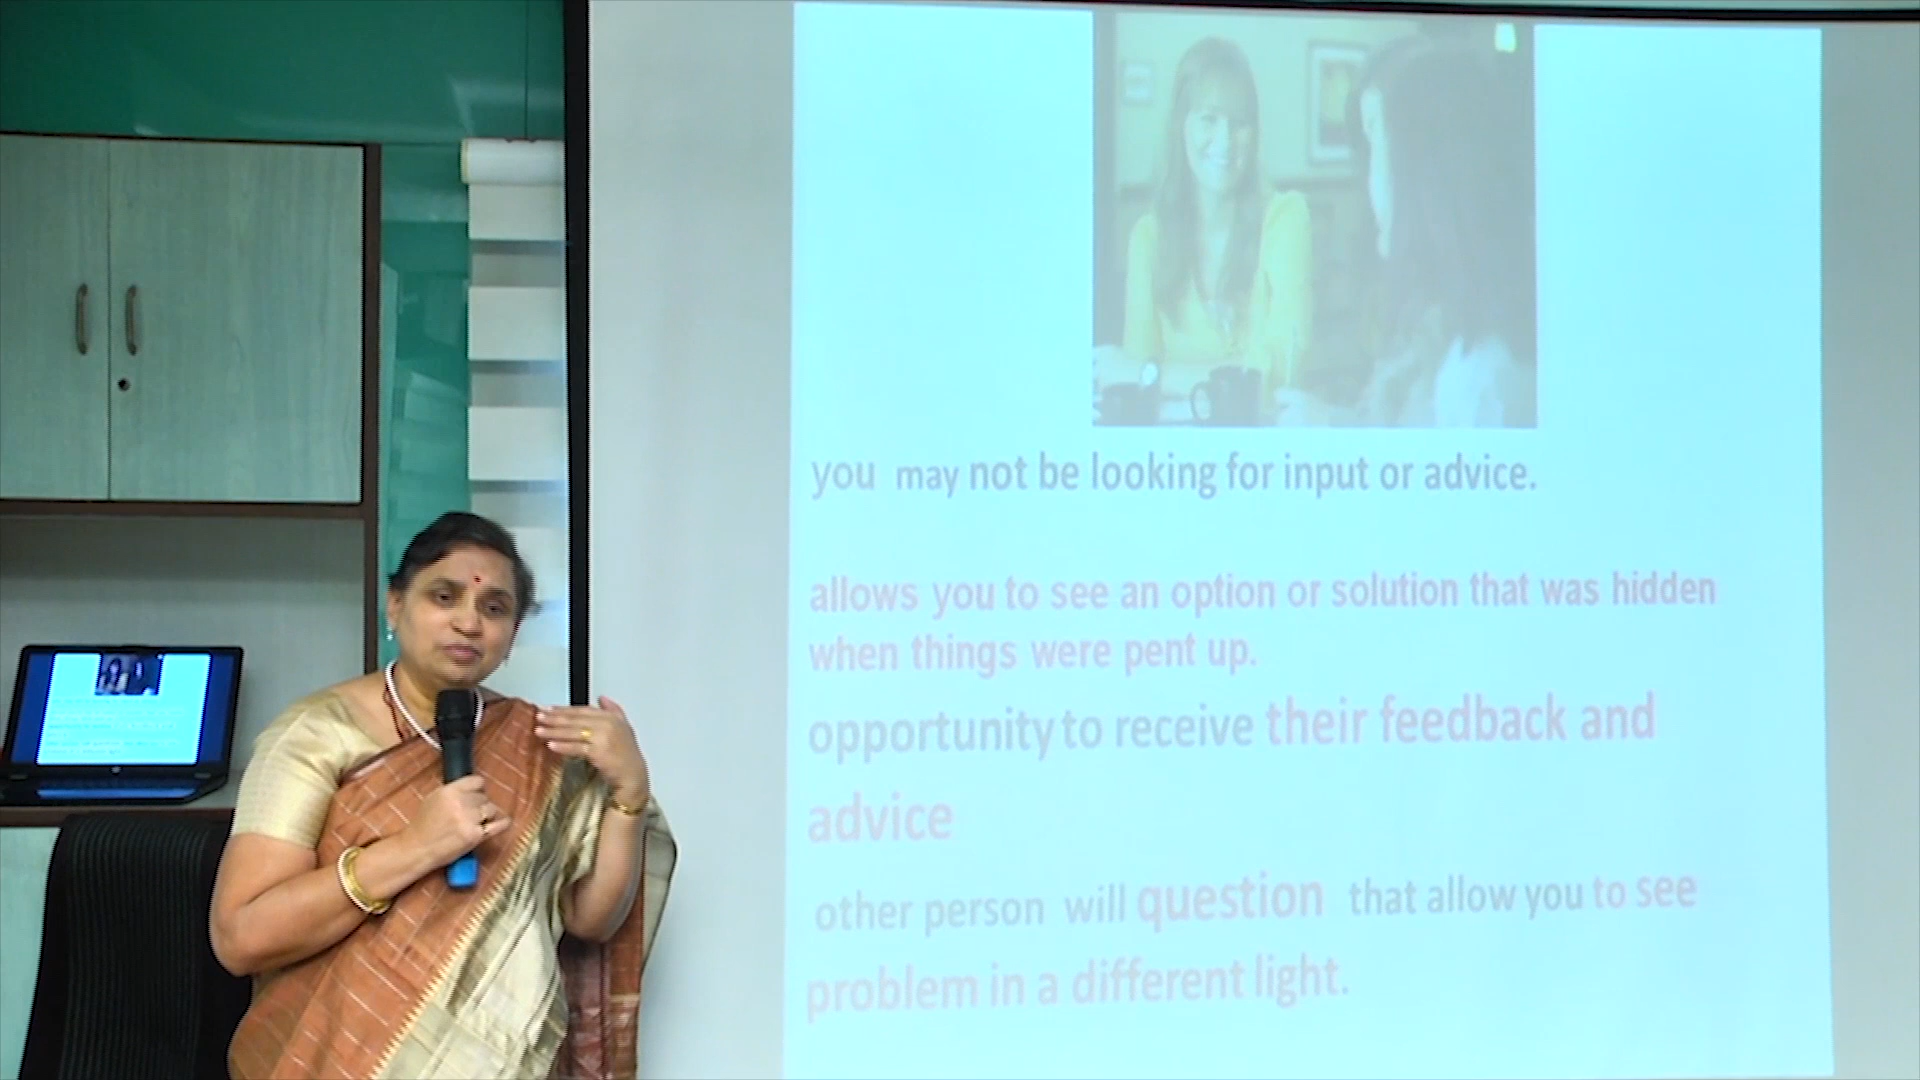 you may not be looking for input or advice.
allows you to see an option or solution that was hidden
when things were pent up.
opportunity to receive their feedback and
advice
other person will question that allow you to see
problem in a different light.